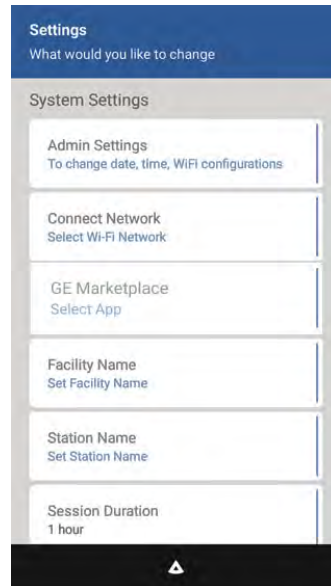 Settings
What would you like to change
System Settings
Admin Settings
To change date, time, WiFi configurations
Connect Network
Select Wi-Fi Network
GE Marketplace
Select App
Facility Name
Set Facility Name
Station Name
Set Station Name
Session Duration
1 hour